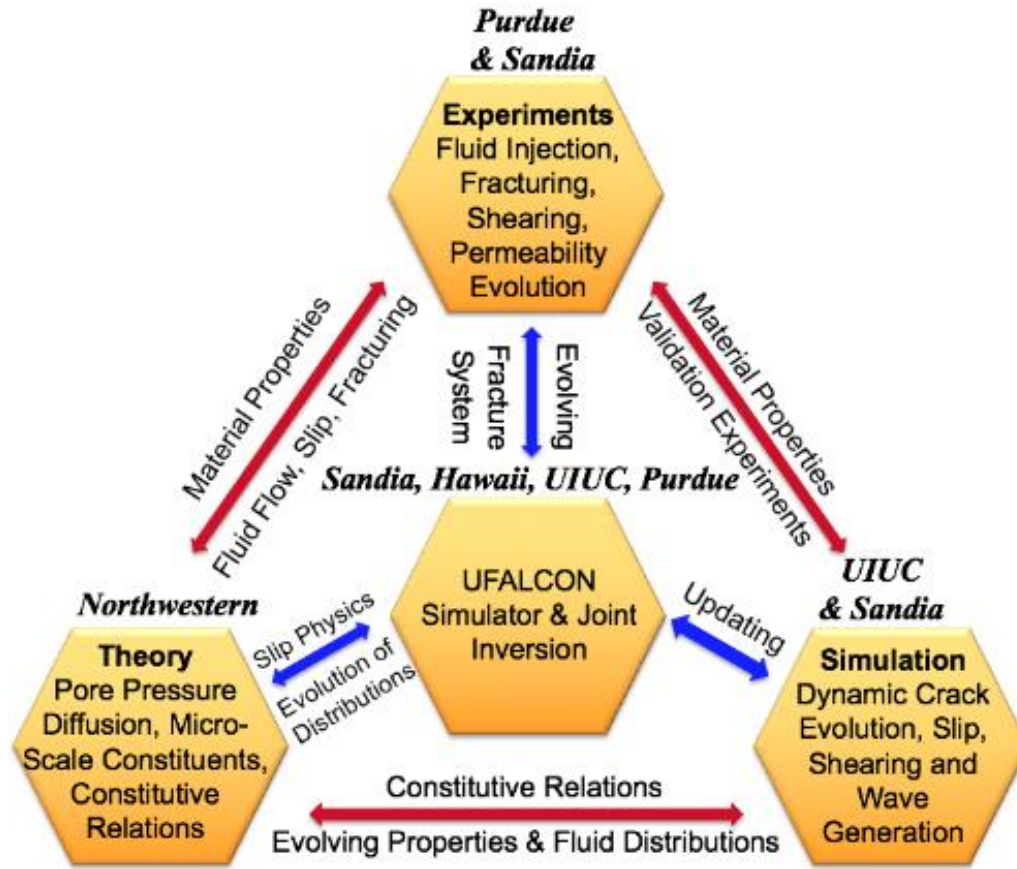 Purdue
& Sandia
Experiments
Fluid Injection,
Fracturing,
Shearing,
Permeability
Evolution
Material Properties
Fluid Flow, Slip, Fracturing
Evolving
Fracture
System
Material Properties
Validation Experiments
Sandia, Hawaii, UIUC, Purdue
UFALCON
Simulator & Joint
Inversion
Northwestern
Theory
Pore Pressure
Diffusion, Micro-
Scale Constituents,
Constitutive
Relations
Slip Physics
Evolution of
Distributions
Updating
UIUC
& Sandia
Simulation
Dynamic Crack
Evolution, Slip,
Shearing and
Wave
Generation
Constitutive Relations
Evolving Properties & Fluid Distributions